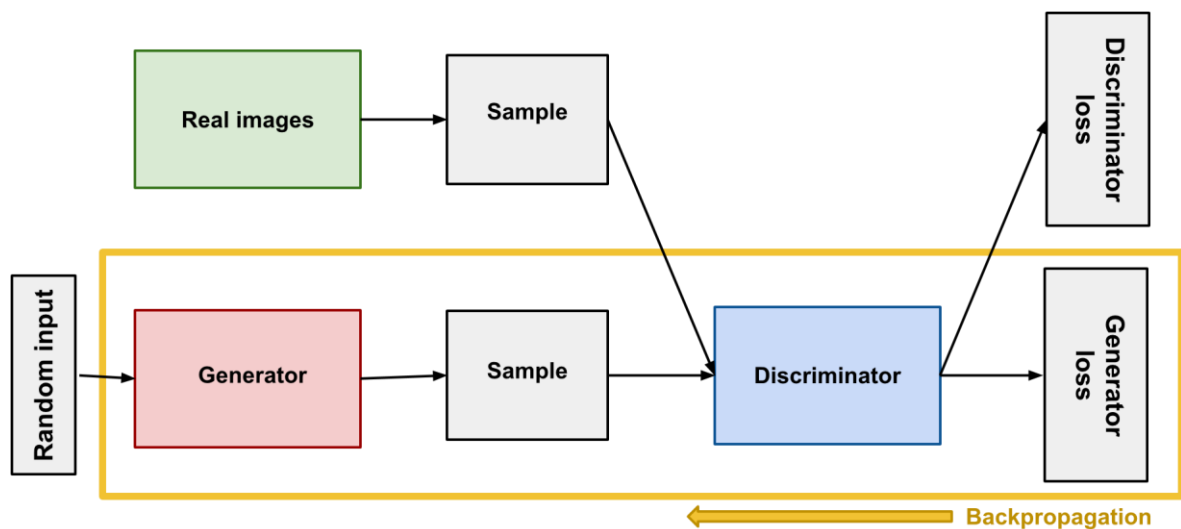 Real images
Sample
Discriminator
loss
Random input
Generator
Sample
Discriminator
Generator
loss
Backpropagation